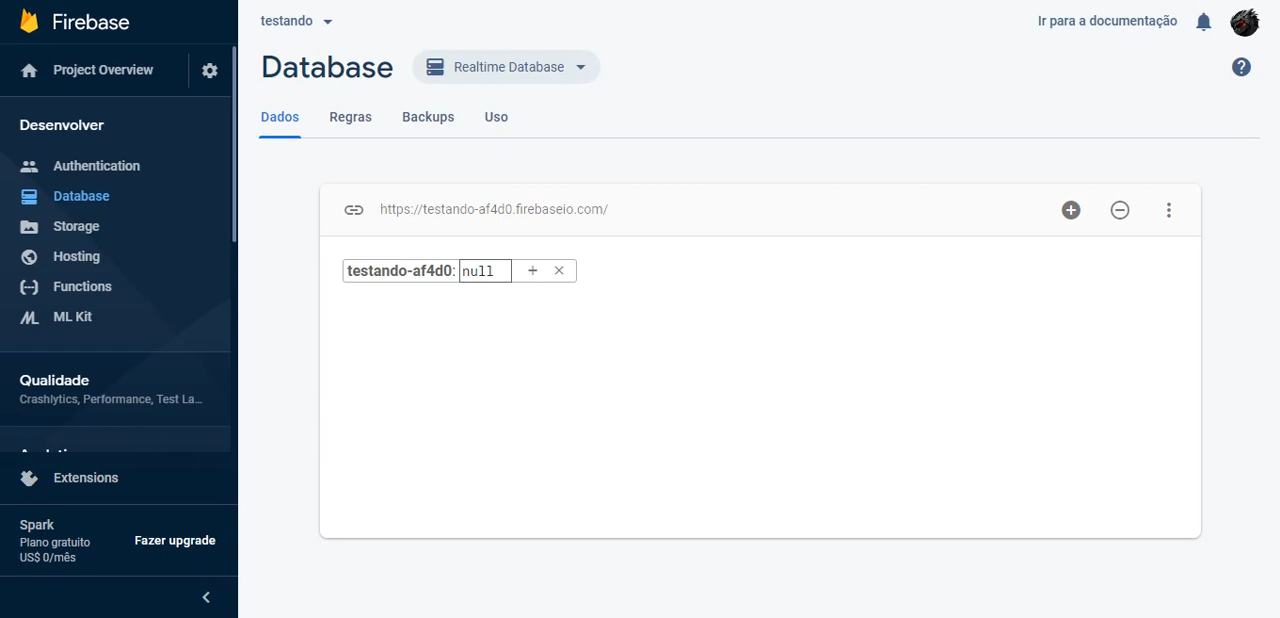 Firebase
testando
Ir para a documentação
Project Overview
Database
Realtime Database
Dados
Regras
Backups
Uso
Desenvolver
Authentication
Database
Storage
Hosting
Functions
ML Kit
https://testando-af4d0.firebaseio.com/
testando-af4d0: null
Qualidade
Crashlytics, Performance, Test La...
Extensions
Spark
Plano gratuito
US$ 0/mês
Fazer upgrade